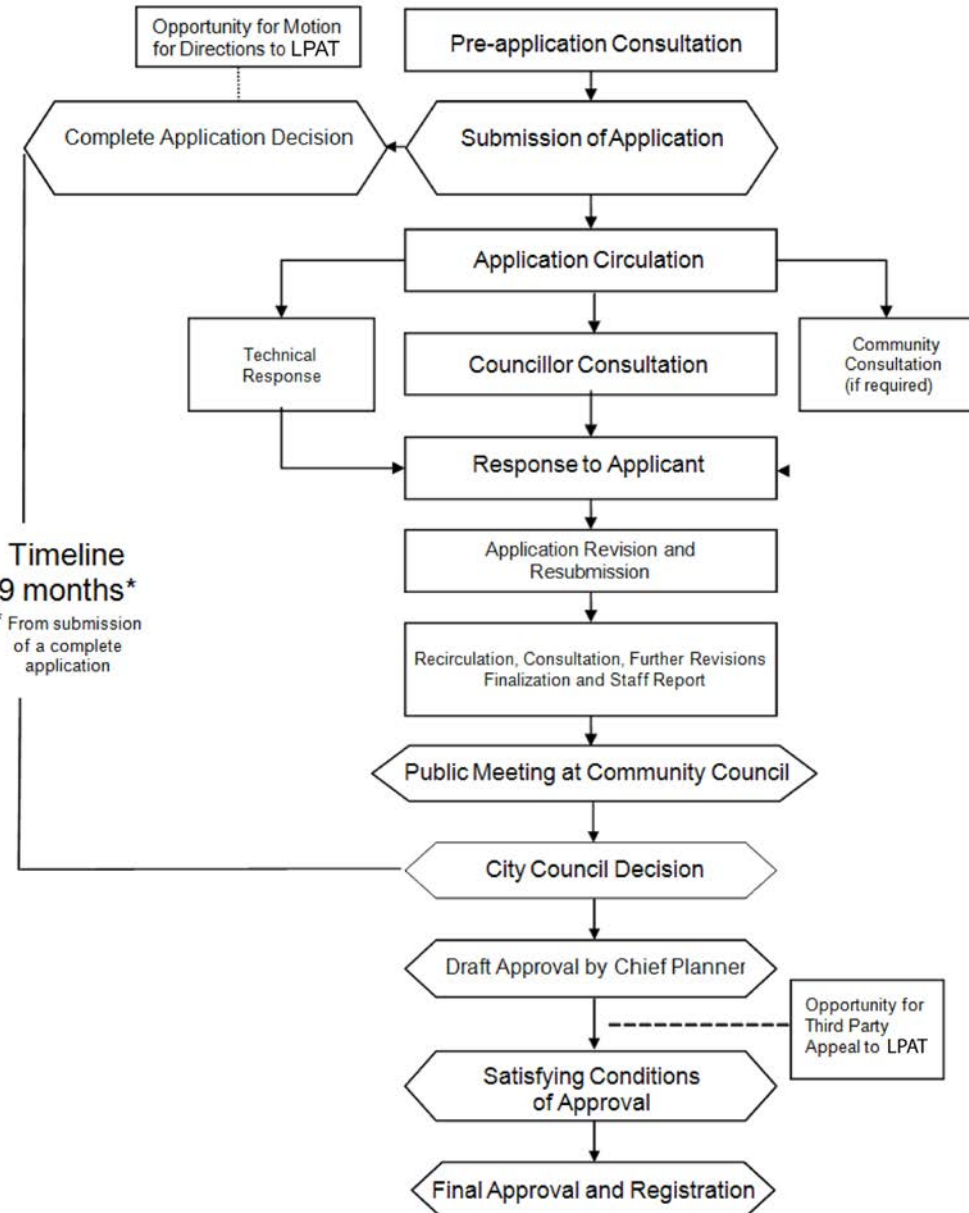 Opportunity for Motion
for Directions to LPAT
Pre-application Consultation
Complete Application Decision
Submission of Application
Application Circulation
Technical
Response
Councillor Consultation
Community
Consultation
(if required)
Response to Applicant
Application Revision and
Resubmission
Timeline
9 months*
* From submission
of a complete
application
Recirculation, Consultation, Further Revisions
Finalization and Staff Report
Public Meeting at Community Council
City Council Decision
Draft Approval by Chief Planner
Opportunity for
Third Party
Appeal to LPAT
Satisfying Conditions
of Approval
Final Approval and Registration